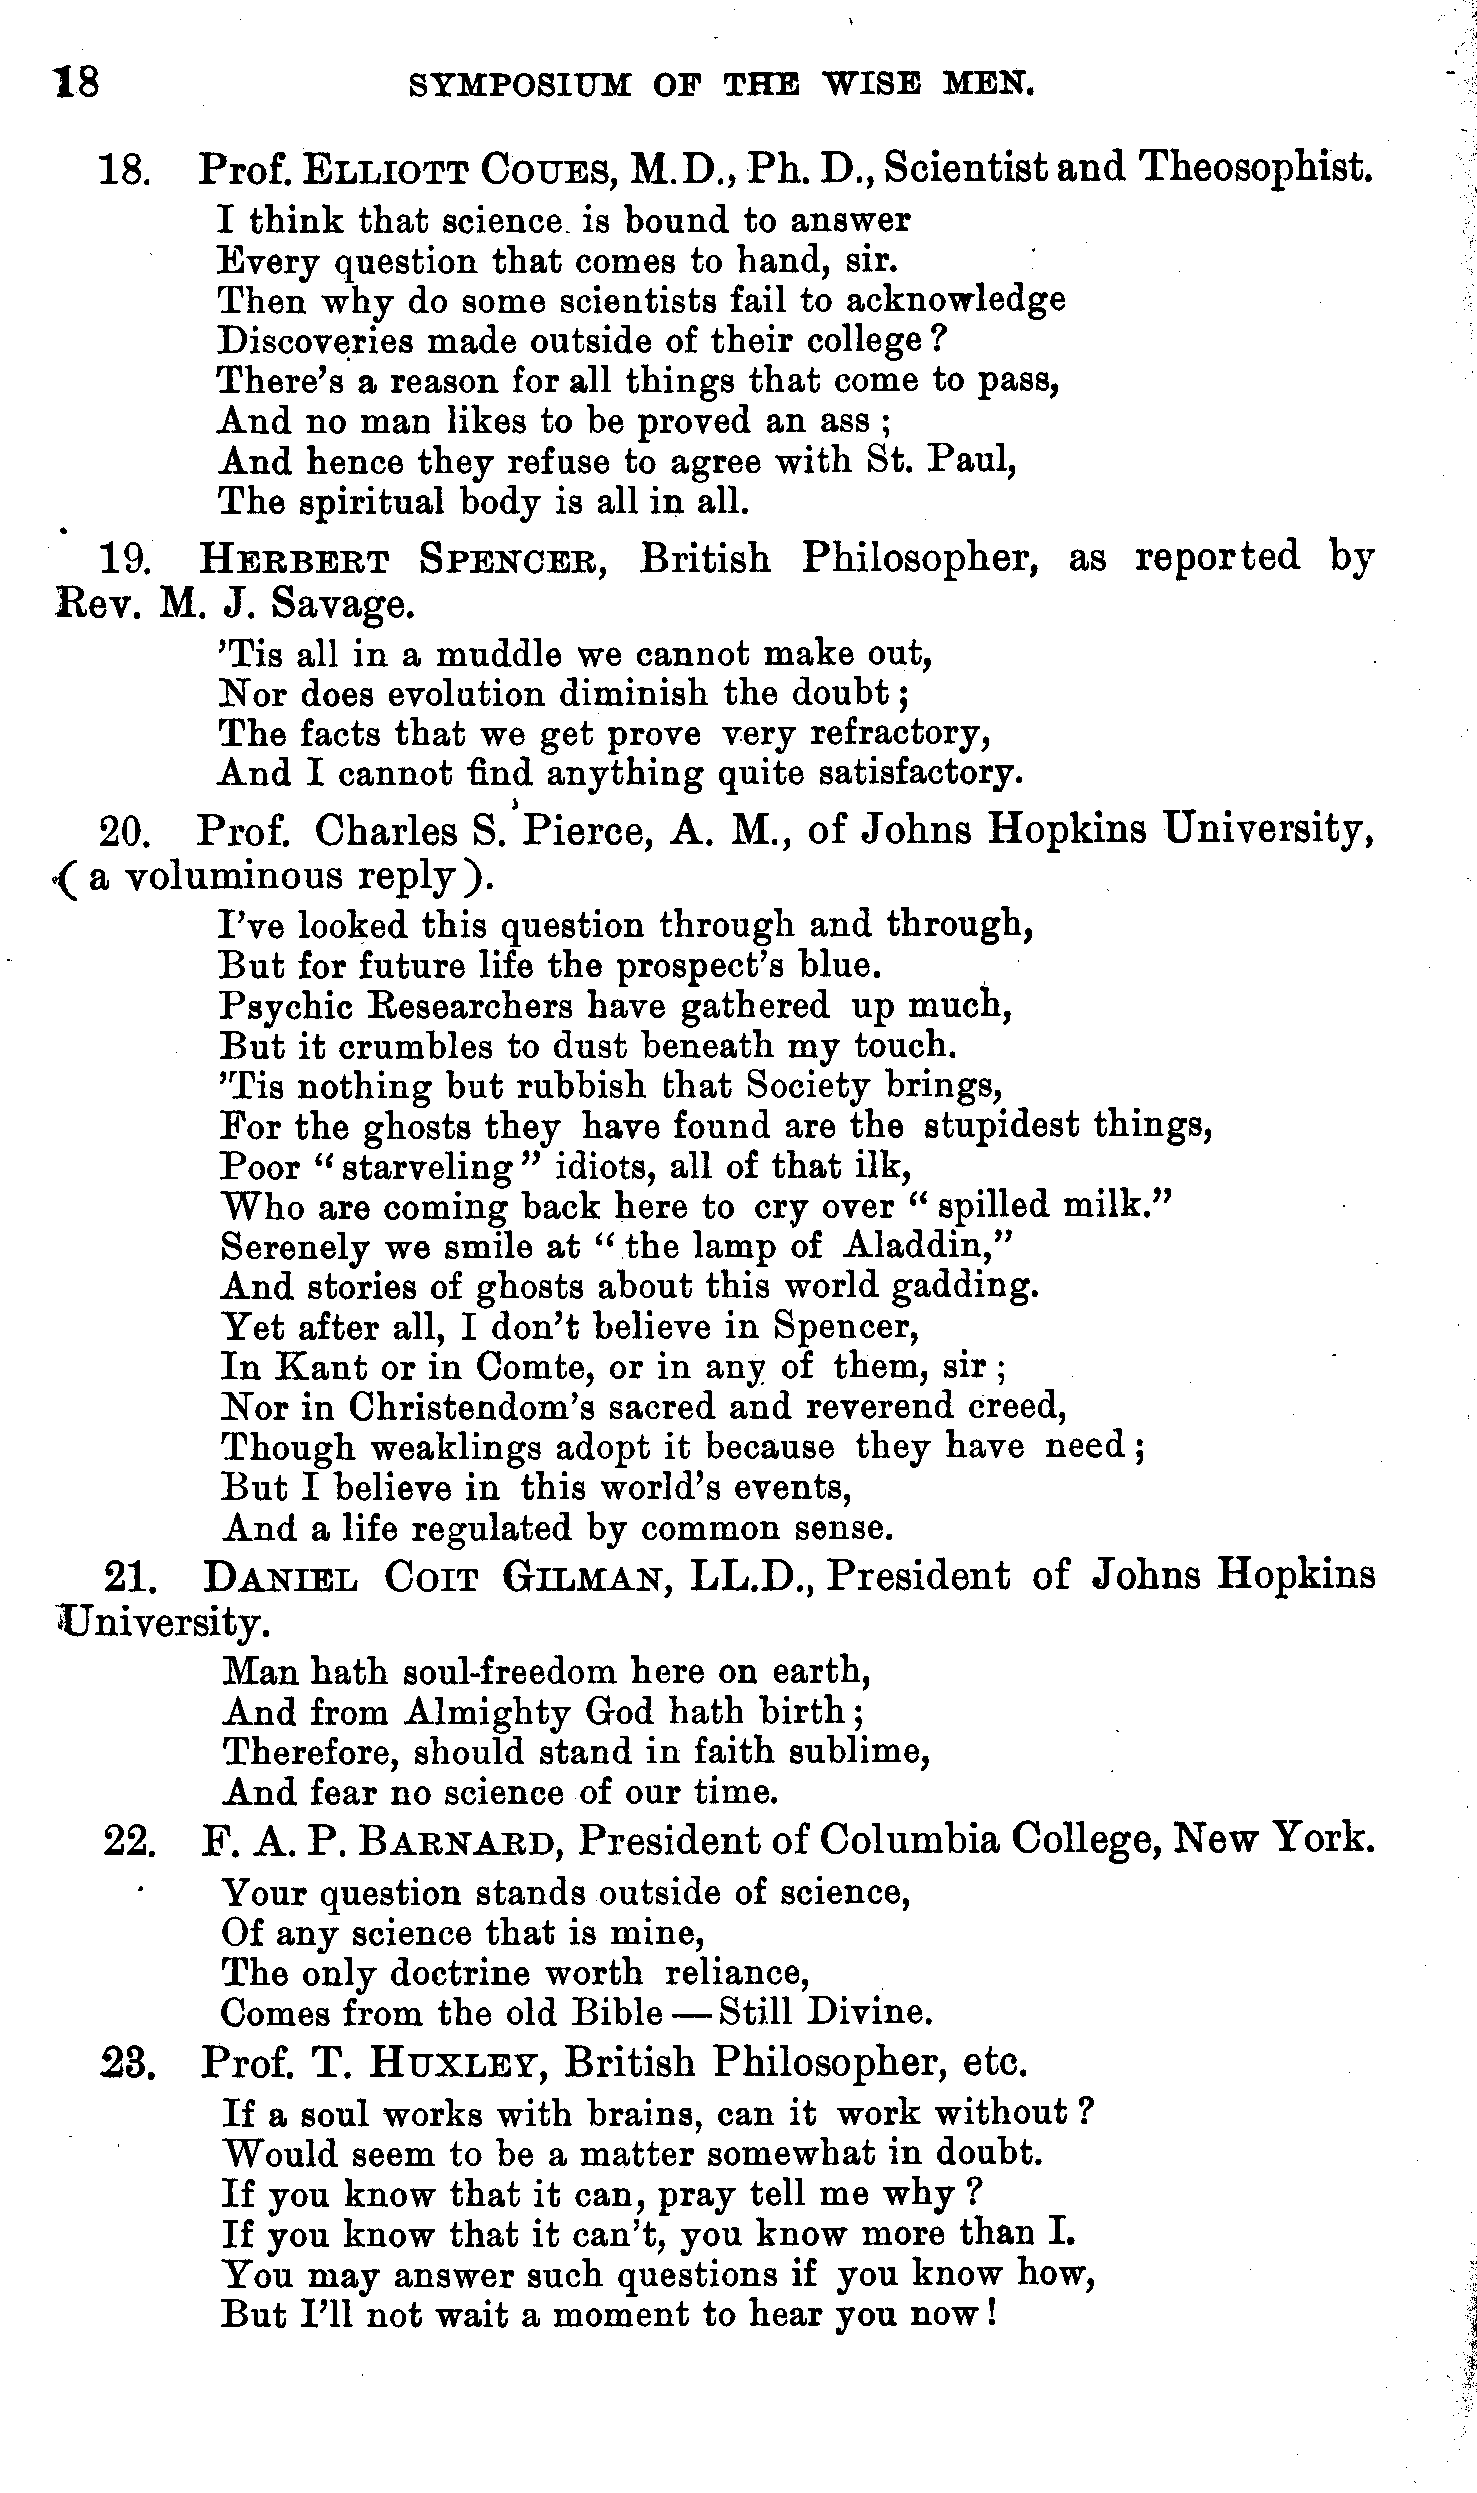 18 SYMPOSIUM OF THE WISE MEN.
18. Prof. ELLIOTT COUES, M.D., Ph. D., Scientist and Theosophist.
I think that science is bound to answer
Every question that comes to hand, sir.
Then why do some scientists fail to acknowledge
Discoveries made outside of their college?
There's a reason for all things that come to pass,
And no man likes to be proved an ass;
And hence they refuse to agree with St. Paul,
The spiritual body is all in all.
19. HERBERT SPENCER, British Philosopher, as reported by
Rev. M. J. Savage.
'Tis all in a muddle we cannot make out,
Nor does evolution diminish the doubt;
The facts that we get prove very refractory,
And I cannot find anything quite satisfactory.
20. Prof. Charles S. Pierce, A. M., of Johns Hopkins University,
(a voluminous reply).
I've looked this question through and through,
But for future life the prospect's blue.
Psychic Researchers have gathered up much,
But it crumbles to dust beneath my touch.
'Tis nothing but rubbish that Society brings,
For the ghosts they have found are the stupidest things,
Poor "starveling" idiots, all of that ilk,
Who are coming back here to cry over "spilled milk."
Serenely we smile at "the lamp of Aladdin,"
And stories of ghosts about this world gadding.
Yet after all, I don't believe in Spencer,
In Kant or in Comte, or in any of them, sir;
Nor in Christendom's sacred and reverend creed,
Though weaklings adopt it because they have need;
But I believe in this world's events,
And a life regulated by common sense.
21. DANIEL COIT GILMAN, LL.D., President of Johns Hopkins
University.
Man hath soul-freedom here on earth,
And from Almighty God hath birth;
Therefore, should stand in faith sublime,
And fear no science of our time.
22. F. A. P. BARNARD, President of Columbia College, New York.
Your question stands outside of science,
Of any science that is mine,
The only doctrine worth reliance,
Comes from the old Bible — Still Divine.
23. Prof. T. HUXLEY, British Philosopher, etc.
If a soul works with brains, can it work without?
Would seem to be a matter somewhat in doubt.
If you know that it can, pray tell me why?
If you know that it can't, you know more than I.
You may answer such questions if you know how,
But I'll not wait a moment to hear you now!